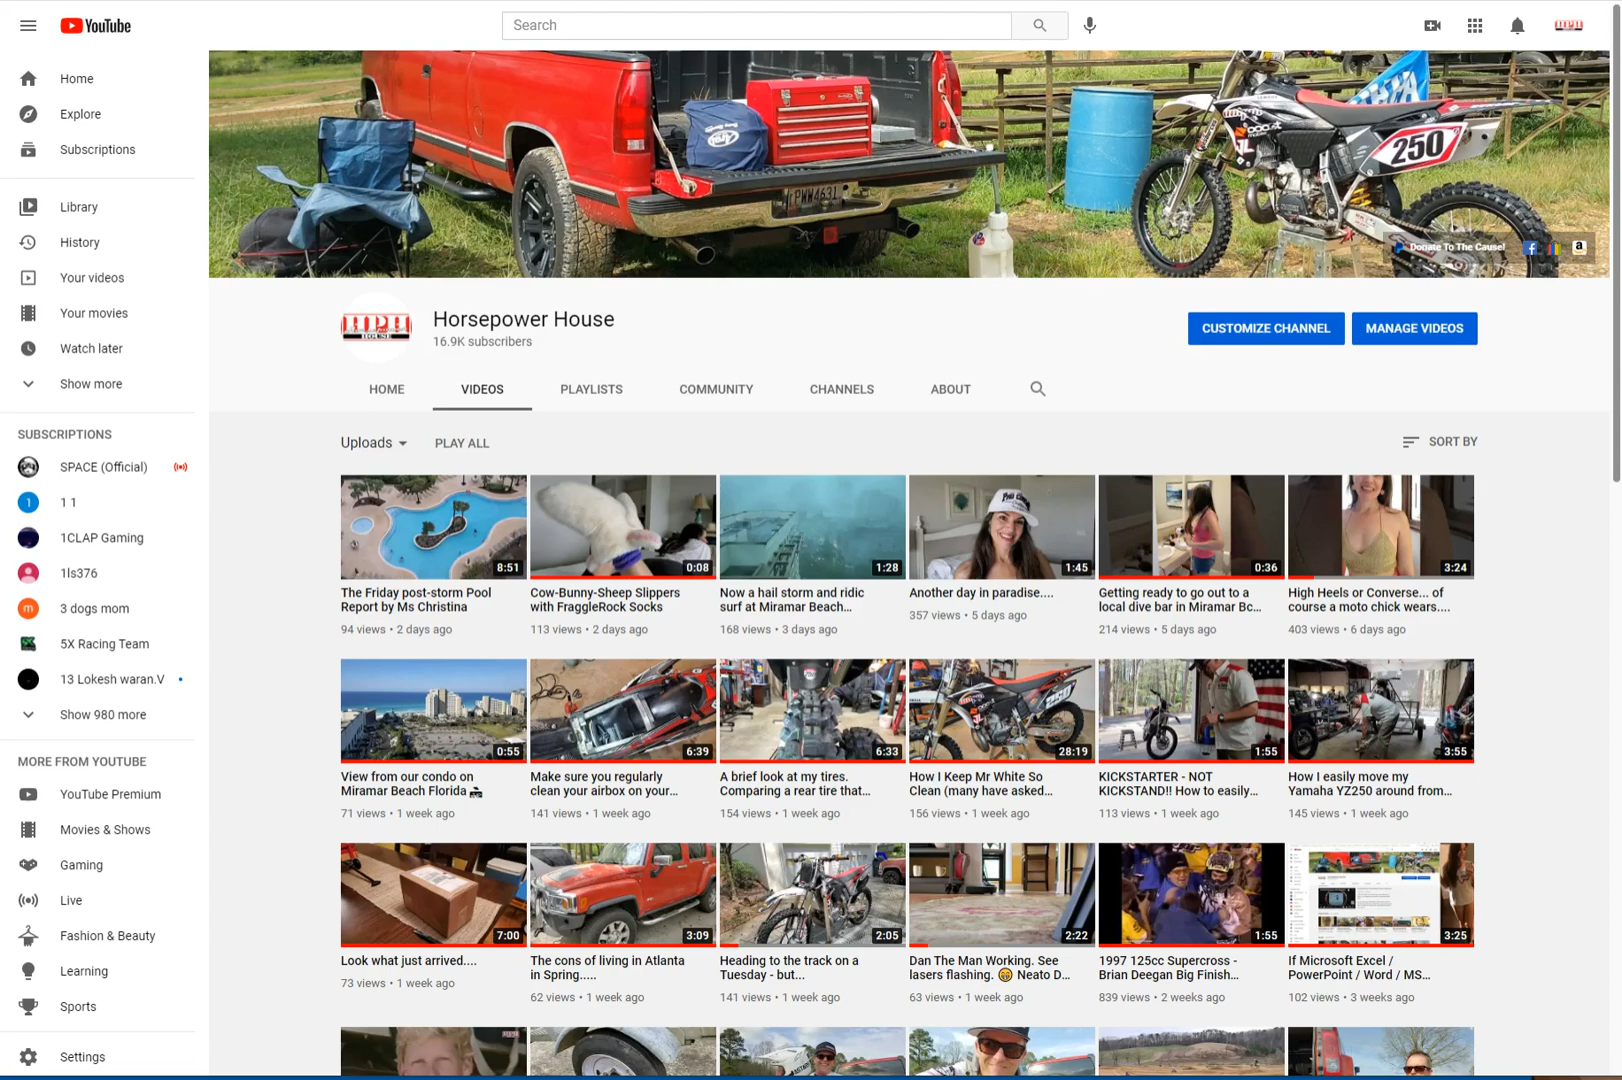 YouTube
Search
Home
Explore
Subscriptions
Library
History
Your videos
Your movies
Watch later
Show more
SUBSCRIPTIONS
SPACE (Official)
1 1
1CLAP Gaming
1ls376
3 dogs mom
5X Racing Team
13 Lokesh waran.V
Show 980 more
MORE FROM YOUTUBE
YouTube Premium
Movies & Shows
Gaming
Live
Fashion & Beauty
Learning
Sports
Settings
250
Donate To The Cause!
HPH
HOUSE
Horsepower House
16.9K subscribers
CUSTOMIZE CHANNEL
MANAGE VIDEOS
HOME VIDEOS PLAYLISTS COMMUNITY CHANNELS ABOUT
Uploads PLAY ALL
SORT BY
8:51
The Friday post-storm Pool
Report by Ms Christina
94 views • 2 days ago
0:08
Cow-Bunny-Sheep Slippers
with FraggleRock Socks
113 views • 2 days ago
1:28
Now a hail storm and ridic
surf at Miramar Beach...
168 views • 3 days ago
1:45
Another day in paradise....
357 views • 5 days ago
0:36
Getting ready to go out to a
local dive bar in Miramar Bc...
214 views • 5 days ago
3:24
High Heels or Converse... of
course a moto chick wears....
403 views • 6 days ago
0:55
View from our condo on
Miramar Beach Florida
71 views • 1 week ago
6:39
Make sure you regularly
clean your airbox on your...
141 views • 1 week ago
6:33
A brief look at my tires.
Comparing a rear tire that...
154 views • 1 week ago
28:19
How I Keep Mr White So
Clean (many have asked...
156 views • 1 week ago
1:55
KICKSTARTER - NOT
KICKSTAND!! How to easily...
113 views • 1 week ago
3:55
How I easily move my
Yamaha YZ250 around from...
145 views • 1 week ago
7:00
Look what just arrived....
73 views • 1 week ago
3:09
The cons of living in Atlanta
in Spring.....
62 views • 1 week ago
2:05
Heading to the track on a
Tuesday - but...
141 views • 1 week ago
2:22
Dan The Man Working. See
lasers flashing. 😁 Neato D...
63 views • 1 week ago
1:55
1997 125cc Supercross -
Brian Deegan Big Finish...
839 views • 2 weeks ago
3:25
If Microsoft Excel /
PowerPoint / Word / MS...
102 views • 3 weeks ago